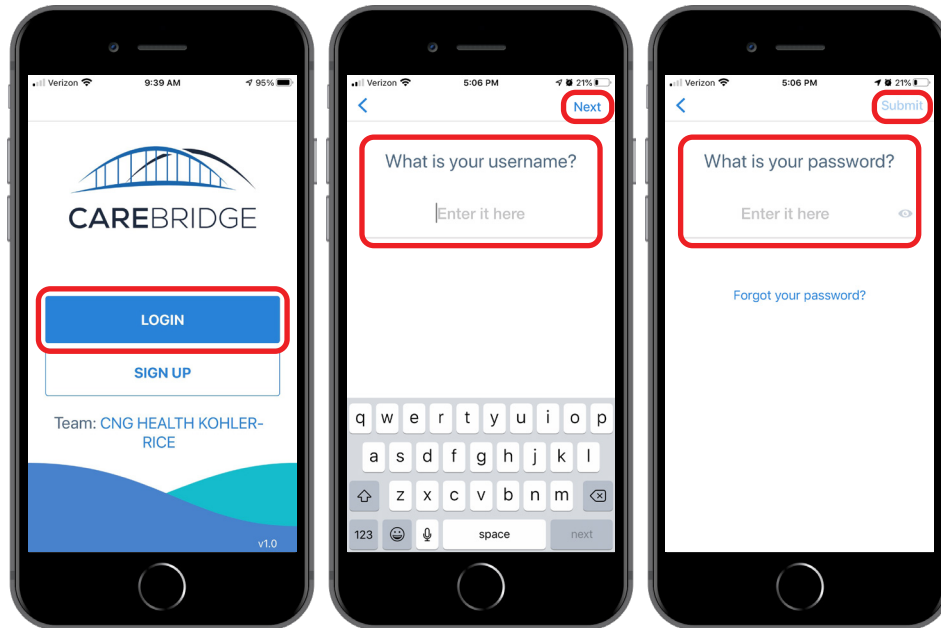 Verizon 9:39 AM 95%
CAREBRIDGE
LOGIN
SIGN UP
Team: CNG HEALTH KOHLER-
RICE
v1.0
Verizon 5:06 PM 21%
Next
What is your username?
Enter it here
q w e r t y u i o p
a s d f g h j k l
z x c v b n m
123 space next
Verizon 5:06 PM 21%
Submit
What is your password?
Enter it here
Forgot your password?